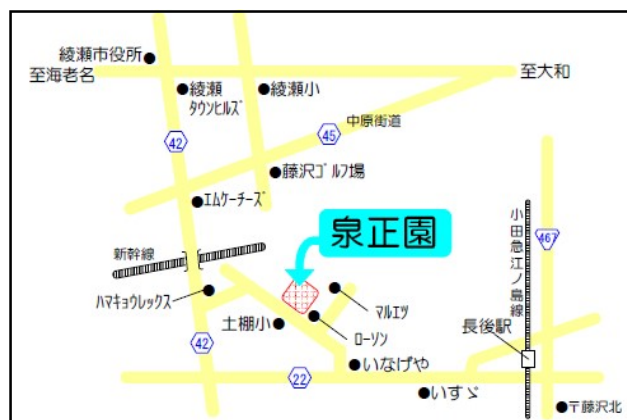 綾瀬市役所
至海老名
至大和
綾瀬
タウンヒルズ
綾瀬小
中原街道
45
42
藤沢ゴルフ場
エムケーチーズ
泉正園
小田急江ノ島線
467
新幹線
ハマキョウレックス
マルエツ
土棚小
ローソン
長後駅
42
いなげや
22
いすゞ
〒藤沢北